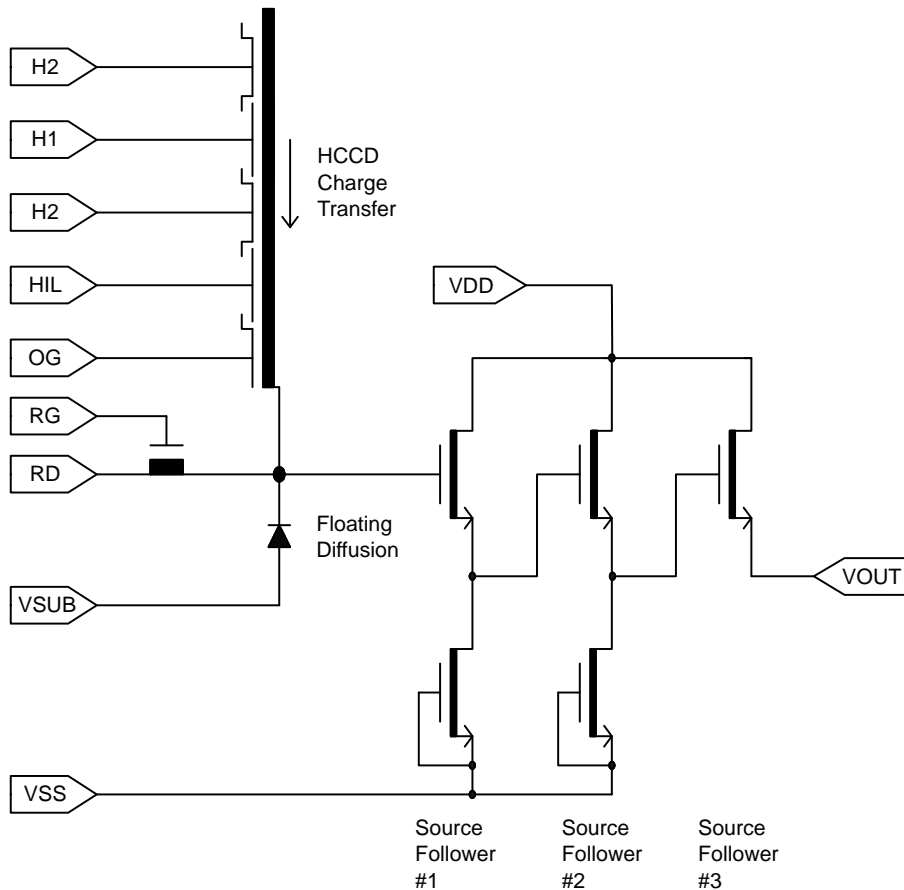 H2
H1
HCCD
Charge
Transfer
H2
HIL
VDD
OG
RG
RD
Floating
Diffusion
VOUT
VSUB
VSS
Source
Follower
#1
Source
Follower
#2
Source
Follower
#3